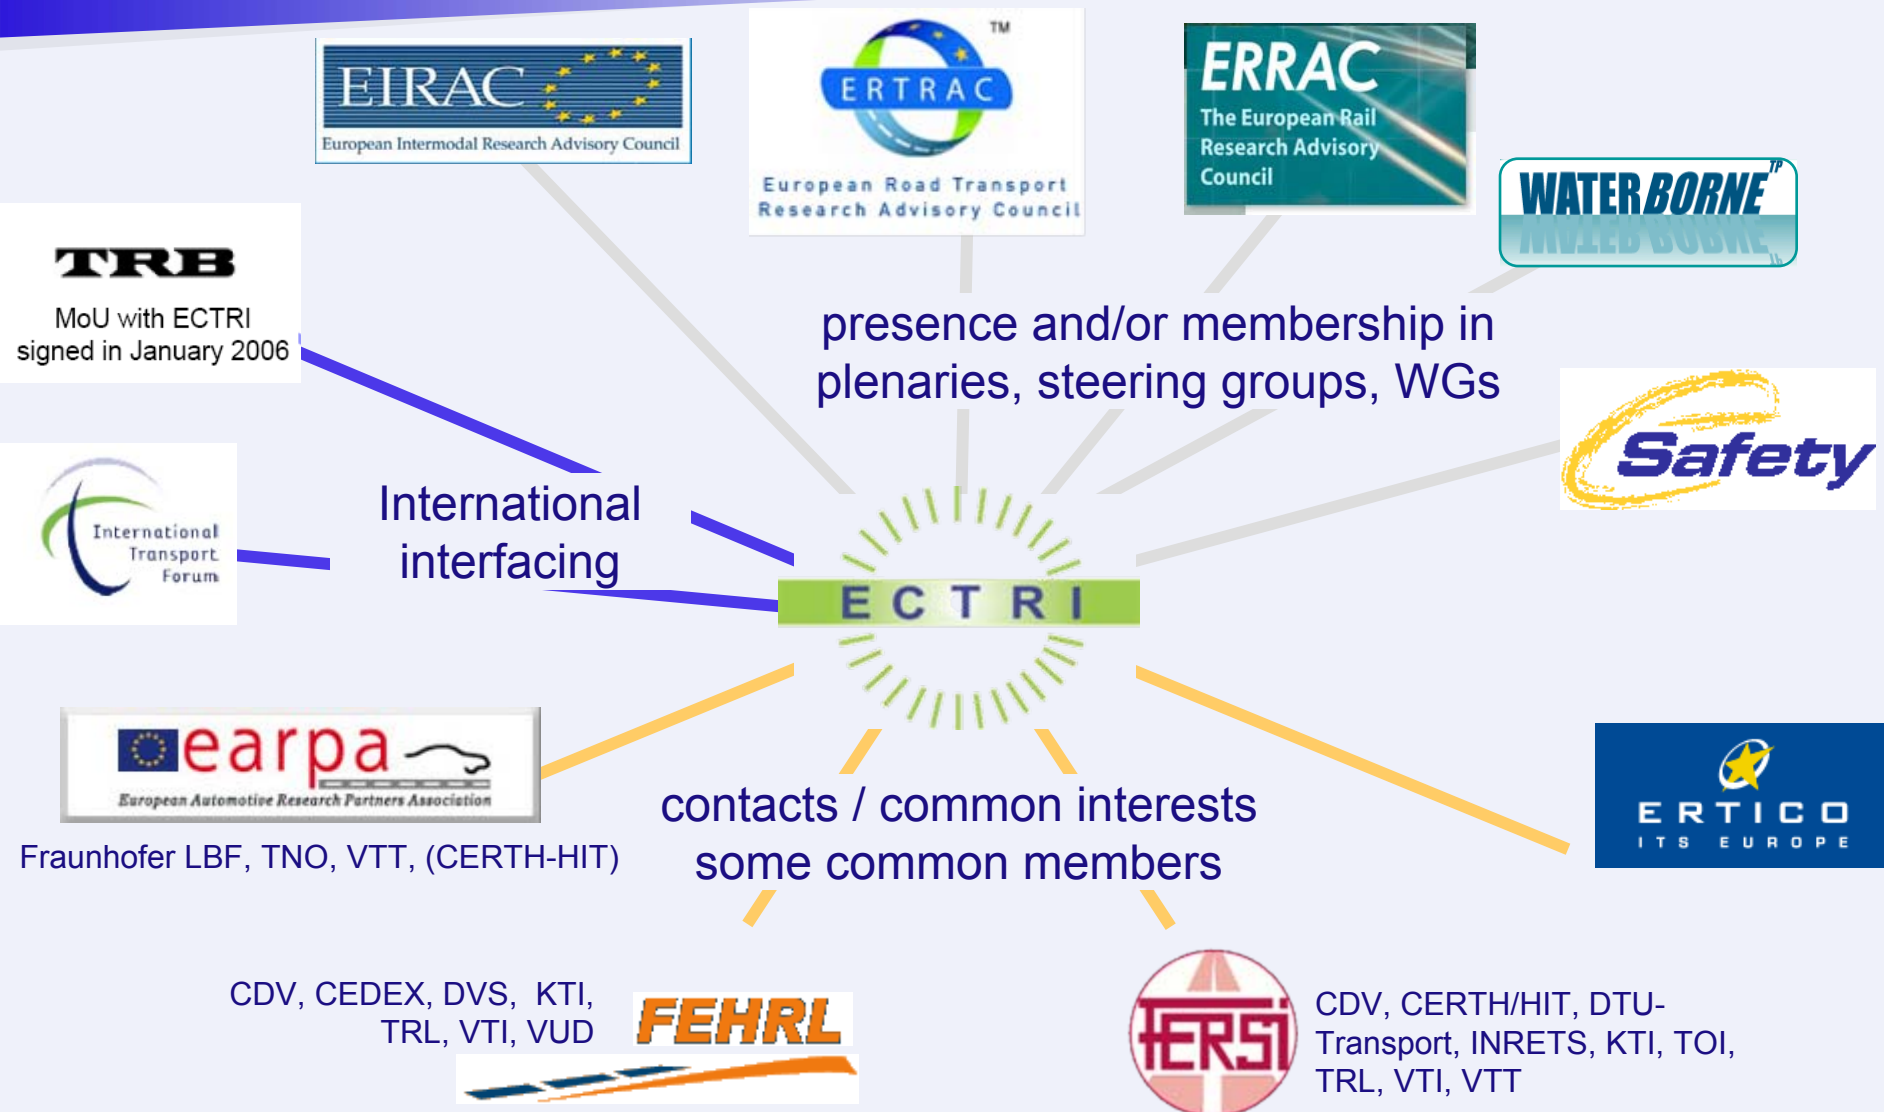 EIRAC
European Intermodal Research Advisory Council
TM
ERTRAC
European Road Transport
Research Advisory Council
ERRAC
The European Rail
Research Advisory
Council
WATERBORNE TP
TRB
MoU with ECTRI
signed in January 2006
presence and/or membership in
plenaries, steering groups, WGs
Safety
International
Transport
Forum
International
interfacing
ECTRI
earpa
European Automotive Research Partners Association
Fraunhofer LBF, TNO, VTT, (CERTH-HIT)
contacts / common interests
some common members
ERTICO
ITS EUROPE
CDV, CEDEX, DVS, KTI,
TRL, VTI, VUD
FEHRL
FERSI
CDV, CERTH/HIT, DTU-
Transport, INRETS, KTI, TOI,
TRL, VTI, VTT